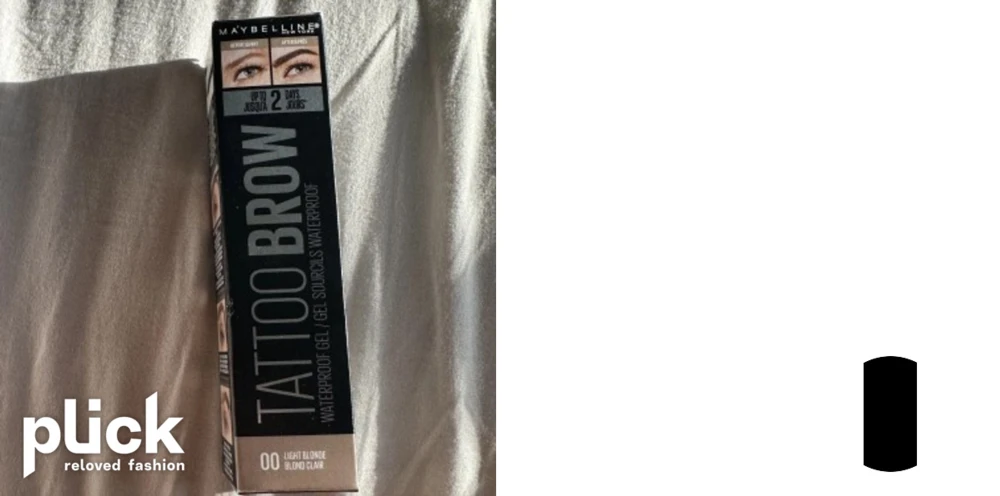 MAYBELLINE
NEW YORK
UP TO
JUSQU'À
2
DAYS
JOURS*
TATTOO BROW
WATERPROOF GEL / GEL SOURCILS WATERPROOF
00 LIGHT BLONDE
BLOND CLAIR
plick
reloved fashion